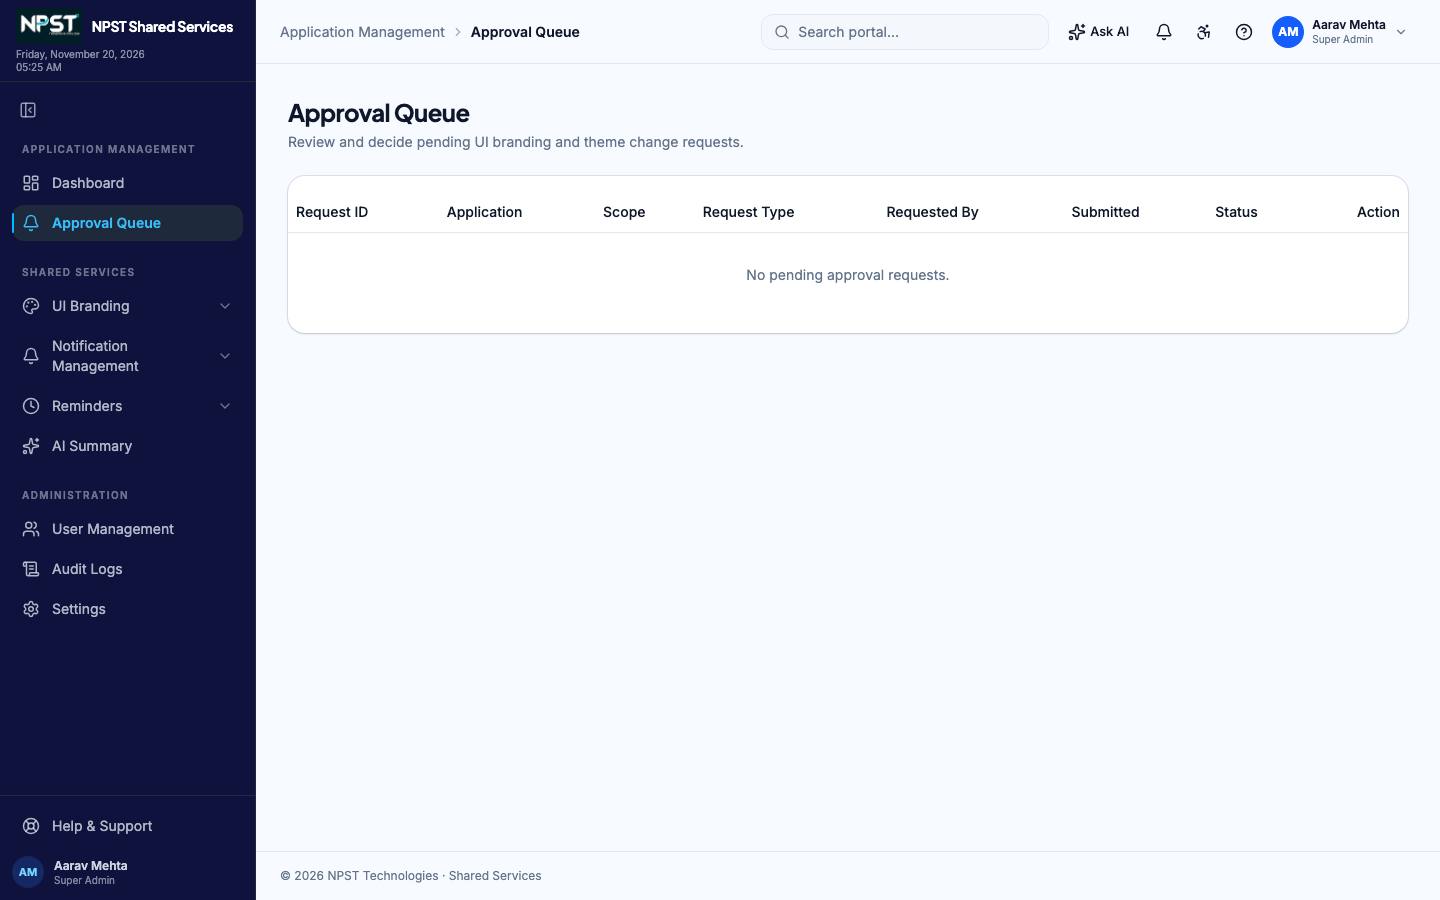 NPST NPST Shared Services
Friday, November 20, 2026
05:25 AM
APPLICATION MANAGEMENT
Dashboard
Approval Queue
SHARED SERVICES
UI Branding
Notification
Management
Reminders
AI Summary
ADMINISTRATION
User Management
Audit Logs
Settings
Help & Support
AM Aarav Mehta
Super Admin
Application Management > Approval Queue
Search portal...
Ask AI
AM Aarav Mehta
Super Admin
Approval Queue
Review and decide pending UI branding and theme change requests.
Request ID Application Scope Request Type Requested By Submitted Status Action
No pending approval requests.
© 2026 NPST Technologies · Shared Services